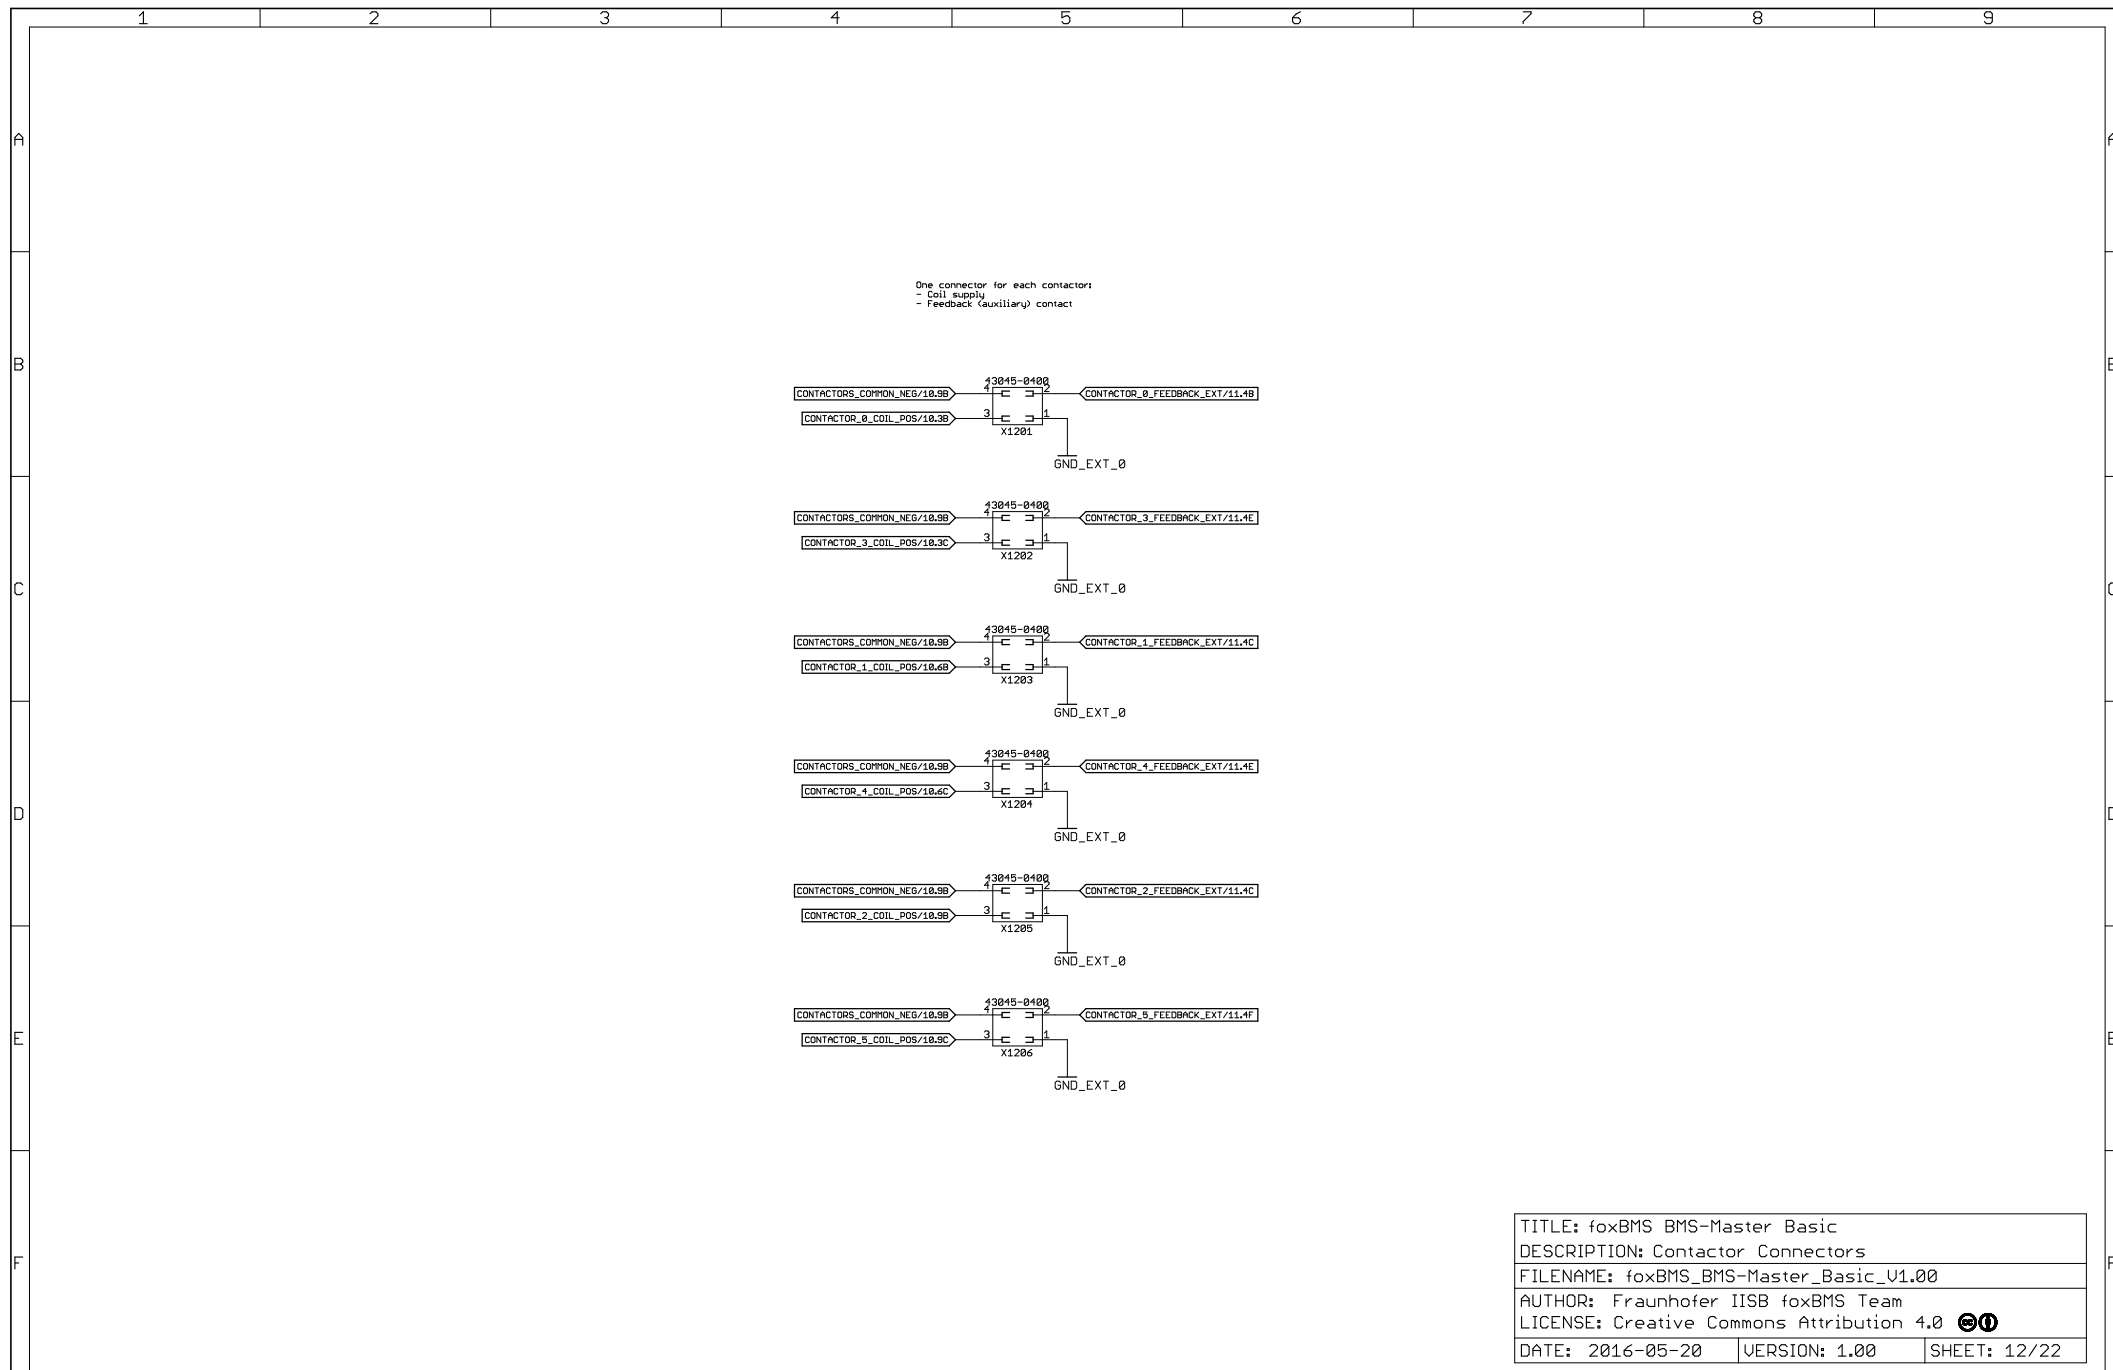 1 2 3 4 5 6 7 8 9
A
B
C
D
E
F
One connector for each contactor:
- Coil supply
- Feedback (auxiliary) contact
43045-0400
CONTACTORS_COMMON_NEG/10.9B 4 2 CONTACTOR_0_FEEDBACK_EXT/11.4B
CONTACTOR_0_COIL_POS/10.3B 3 1
X1201
GND_EXT_0
43045-0400
CONTACTORS_COMMON_NEG/10.9B 4 2 CONTACTOR_3_FEEDBACK_EXT/11.4E
CONTACTOR_3_COIL_POS/10.3C 3 1
X1202
GND_EXT_0
43045-0400
CONTACTORS_COMMON_NEG/10.9B 4 2 CONTACTOR_1_FEEDBACK_EXT/11.4C
CONTACTOR_1_COIL_POS/10.6B 3 1
X1203
GND_EXT_0
43045-0400
CONTACTORS_COMMON_NEG/10.9B 4 2 CONTACTOR_4_FEEDBACK_EXT/11.4E
CONTACTOR_4_COIL_POS/10.6C 3 1
X1204
GND_EXT_0
43045-0400
CONTACTORS_COMMON_NEG/10.9B 4 2 CONTACTOR_2_FEEDBACK_EXT/11.4C
CONTACTOR_2_COIL_POS/10.9B 3 1
X1205
GND_EXT_0
43045-0400
CONTACTORS_COMMON_NEG/10.9B 4 2 CONTACTOR_5_FEEDBACK_EXT/11.4F
CONTACTOR_5_COIL_POS/10.9C 3 1
X1206
GND_EXT_0
TITLE: foxBMS BMS-Master Basic
DESCRIPTION: Contactor Connectors
FILENAME: foxBMS_BMS-Master_Basic_V1.00
AUTHOR: Fraunhofer IISB foxBMS Team
LICENSE: Creative Commons Attribution 4.0
DATE: 2016-05-20 VERSION: 1.00 SHEET: 12/22